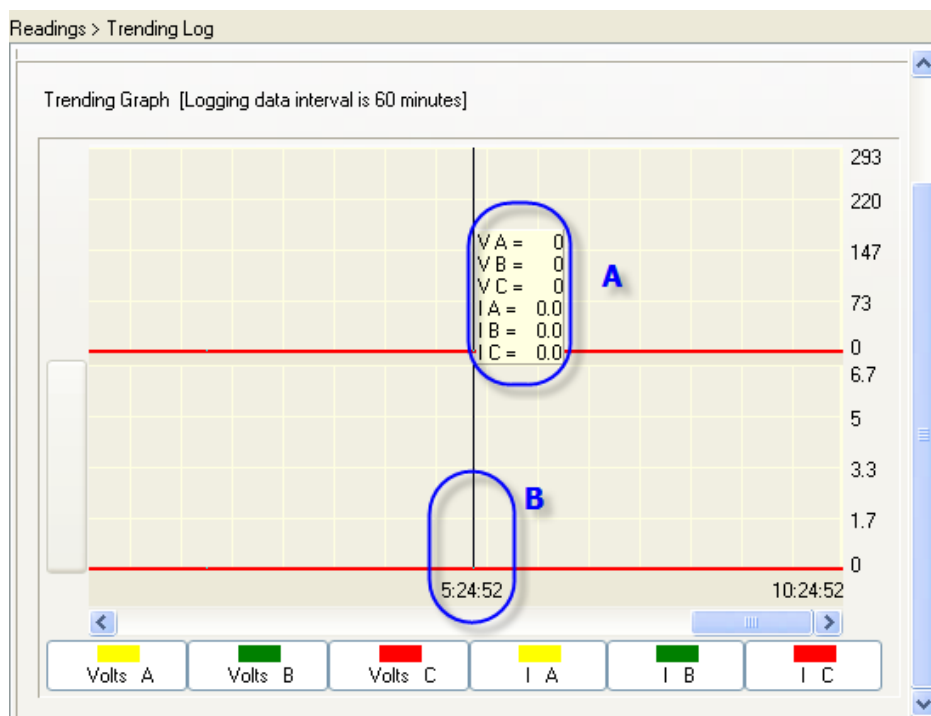 Readings > Trending Log
Trending Graph [Logging data interval is 60 minutes]
293
220
V A = 0
V B = 0
147
A
V C = 0
I A = 0.0
73
I B = 0.0
I C = 0.0
0
6.7
5
3.3
B
1.7
0
5:24:52 10:24:52
Volts A Volts B Volts C I A I B I C